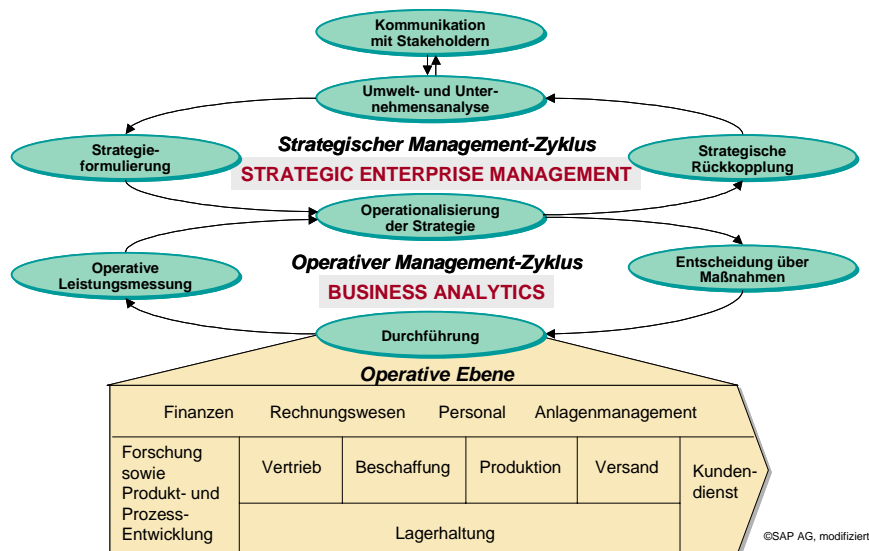 Kommunikation
mit Stakeholdern
Umwelt- und Unter-
nehmensanalyse
Strategie-
formulierung
Strategischer Management-Zyklus
STRATEGIC ENTERPRISE MANAGEMENT
Strategische
Rückkopplung
Operationalisierung
der Strategie
Operative
Leistungsmessung
Operativer Management-Zyklus
BUSINESS ANALYTICS
Entscheidung über
Maßnahmen
Durchführung
Operative Ebene
Finanzen
Rechnungswesen
Personal
Anlagenmanagement
Forschung
sowie
Produkt- und
Prozess-
Entwicklung
Vertrieb
Beschaffung
Produktion
Versand
Kunden-
dienst
Lagerhaltung
©SAP AG, modifiziert